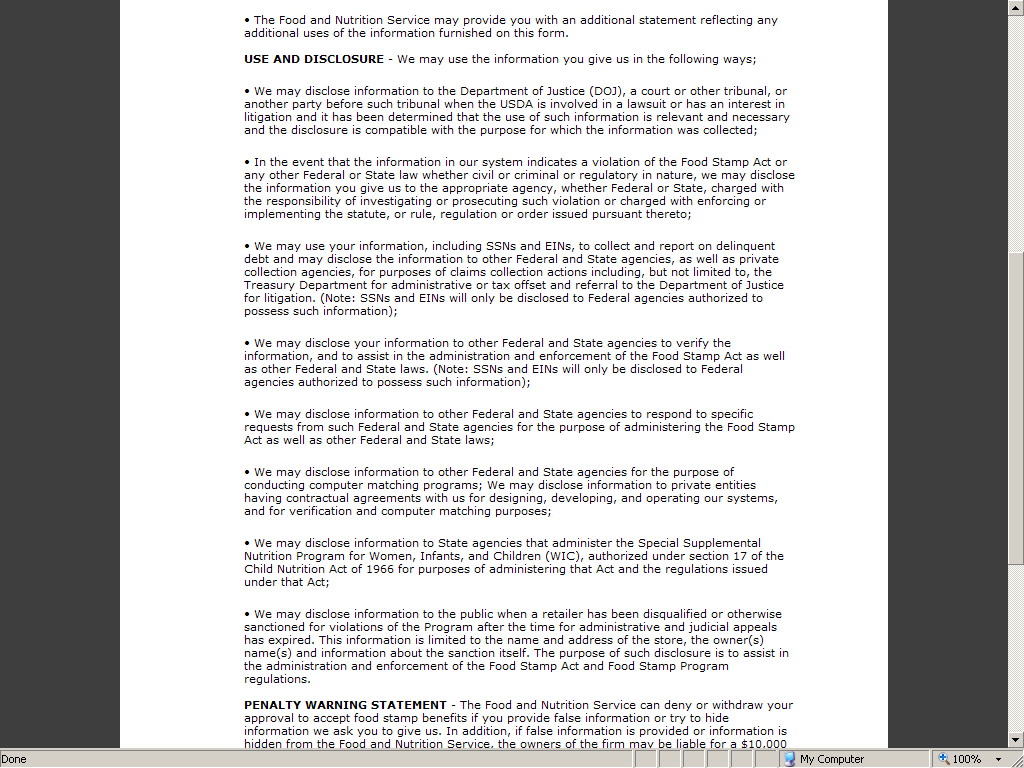 • The Food and Nutrition Service may provide you with an additional statement reflecting any
additional uses of the information furnished on this form.
USE AND DISCLOSURE - We may use the information you give us in the following ways;
• We may disclose information to the Department of Justice (DOJ), a court or other tribunal, or
another party before such tribunal when the USDA is involved in a lawsuit or has an interest in
litigation and it has been determined that the use of such information is relevant and necessary
and the disclosure is compatible with the purpose for which the information was collected;
• In the event that the information in our system indicates a violation of the Food Stamp Act or
any other Federal or State law whether civil or criminal or regulatory in nature, we may disclose
the information you give us to the appropriate agency, whether Federal or State, charged with
the responsibility of investigating or prosecuting such violation or charged with enforcing or
implementing the statute, or rule, regulation or order issued pursuant thereto;
• We may use your information, including SSNs and EINs, to collect and report on delinquent
debt and may disclose the information to other Federal and State agencies, as well as private
collection agencies, for purposes of claims collection actions including, but not limited to, the
Treasury Department for administrative or tax offset and referral to the Department of Justice
for litigation. (Note: SSNs and EINs will only be disclosed to Federal agencies authorized to
possess such information);
• We may disclose your information to other Federal and State agencies to verify the
information, and to assist in the administration and enforcement of the Food Stamp Act as well
as other Federal and State laws. (Note: SSNs and EINs will only be disclosed to Federal
agencies authorized to possess such information);
• We may disclose information to other Federal and State agencies to respond to specific
requests from such Federal and State agencies for the purpose of administering the Food Stamp
Act as well as other Federal and State laws;
• We may disclose information to other Federal and State agencies for the purpose of
conducting computer matching programs; We may disclose information to private entities
having contractual agreements with us for designing, developing, and operating our systems,
and for verification and computer matching purposes;
• We may disclose information to State agencies that administer the Special Supplemental
Nutrition Program for Women, Infants, and Children (WIC), authorized under section 17 of the
Child Nutrition Act of 1966 for purposes of administering that Act and the regulations issued
under that Act;
• We may disclose information to the public when a retailer has been disqualified or otherwise
sanctioned for violations of the Program after the time for administrative and judicial appeals
has expired. This information is limited to the name and address of the store, the owner(s)
name(s) and information about the sanction itself. The purpose of such disclosure is to assist in
the administration and enforcement of the Food Stamp Act and Food Stamp Program
regulations.
PENALTY WARNING STATEMENT - The Food and Nutrition Service can deny or withdraw your
approval to accept food stamp benefits if you provide false information or try to hide
information we ask you to give us. In addition, if false information is provided or information is
hidden from the Food and Nutrition Service, the owners of the firm may be liable for a $10,000
Done
My Computer
100%